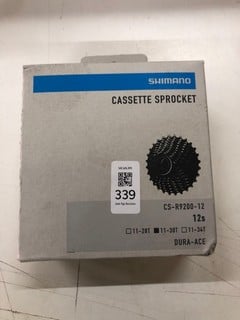 SHIMANO
CASSETTE SPROCKET
339
CS-R9200-12
12s
□11-28T ■11-30T □11-34T
DURA-ACE